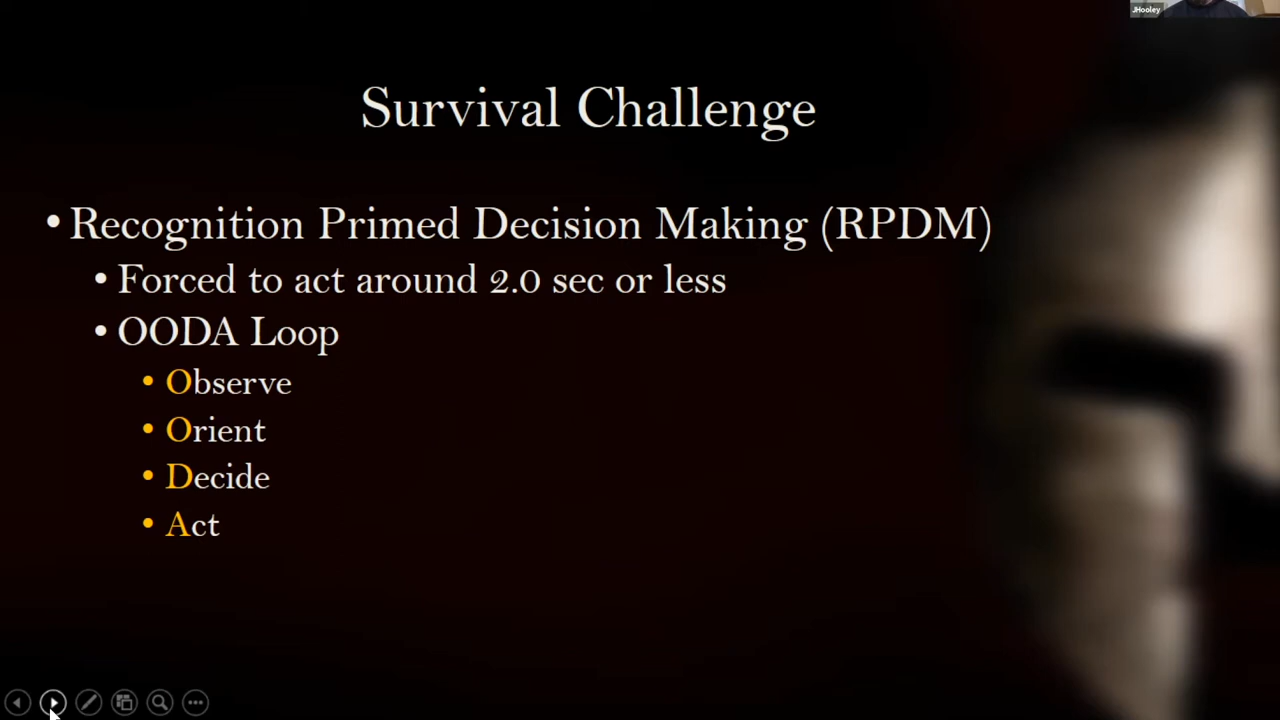 JHooley
Survival Challenge
• Recognition Primed Decision Making (RPDM)
• Forced to act around 2.0 sec or less
• OODA Loop
• Observe
• Orient
• Decide
• Act